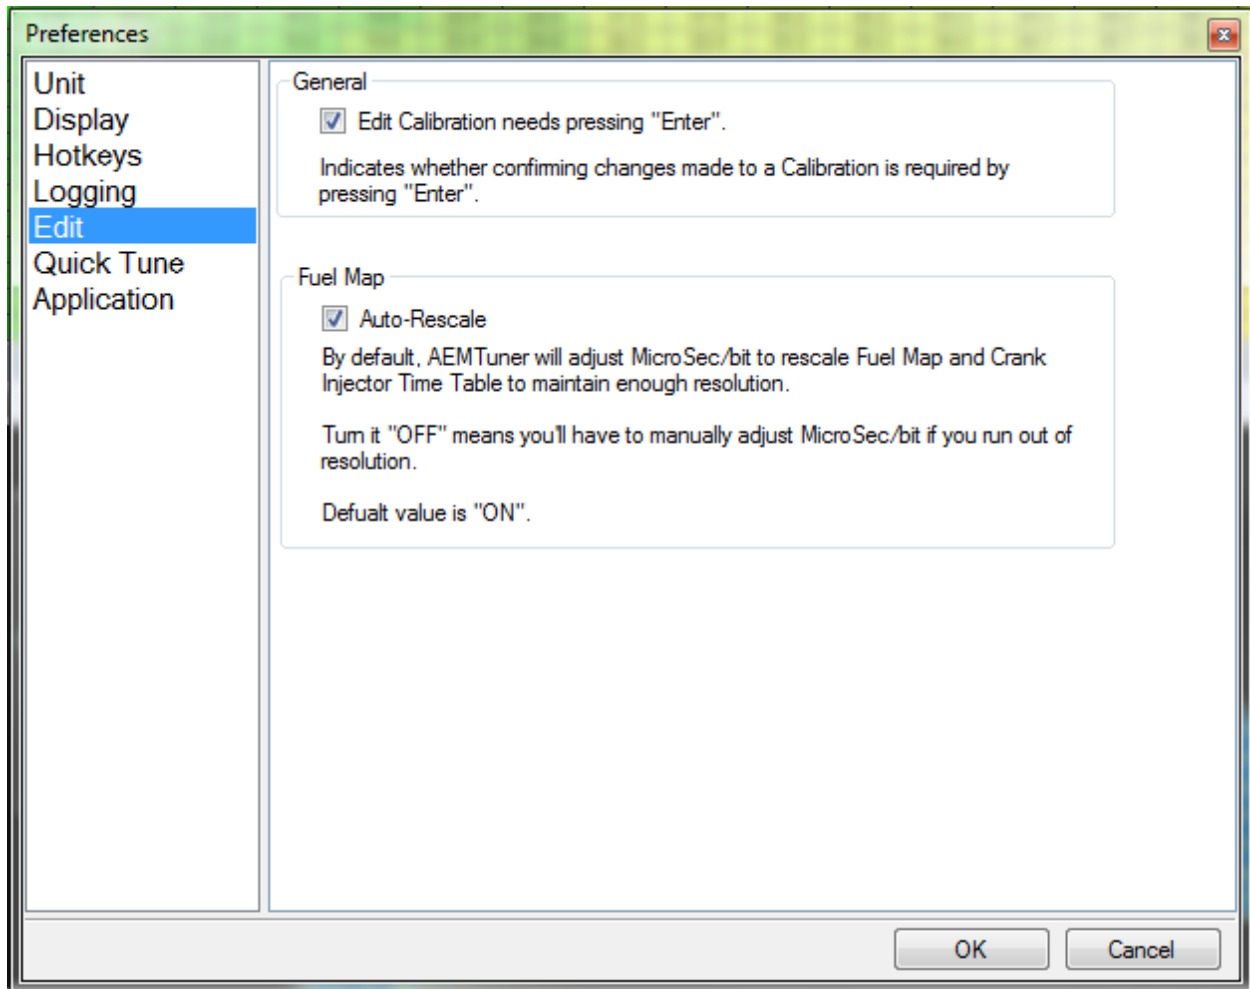 Preferences
Unit
Display
Hotkeys
Logging
Edit
Quick Tune
Application
General
Edit Calibration needs pressing "Enter".
Indicates whether confirming changes made to a Calibration is required by
pressing "Enter".
Fuel Map
Auto-Rescale
By default, AEMTuner will adjust MicroSec/bit to rescale Fuel Map and Crank
Injector Time Table to maintain enough resolution.
Turn it "OFF" means you'll have to manually adjust MicroSec/bit if you run out of
resolution.
Defualt value is "ON".
OK
Cancel